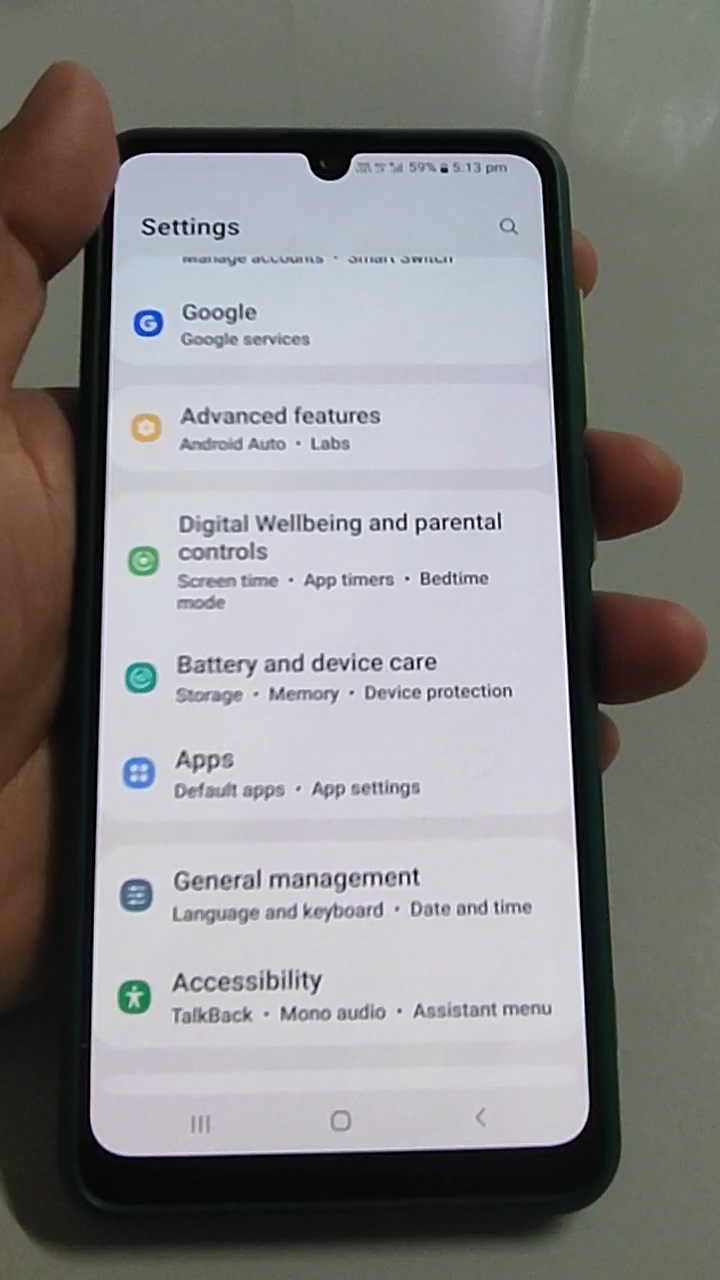 59% 5:13 pm
Settings
Manage accounts • Smart Switch
Google
Google services
Advanced features
Android Auto • Labs
Digital Wellbeing and parental
controls
Screen time • App timers • Bedtime
mode
Battery and device care
Storage • Memory • Device protection
Apps
Default apps • App settings
General management
Language and keyboard • Date and time
Accessibility
TalkBack • Mono audio • Assistant menu